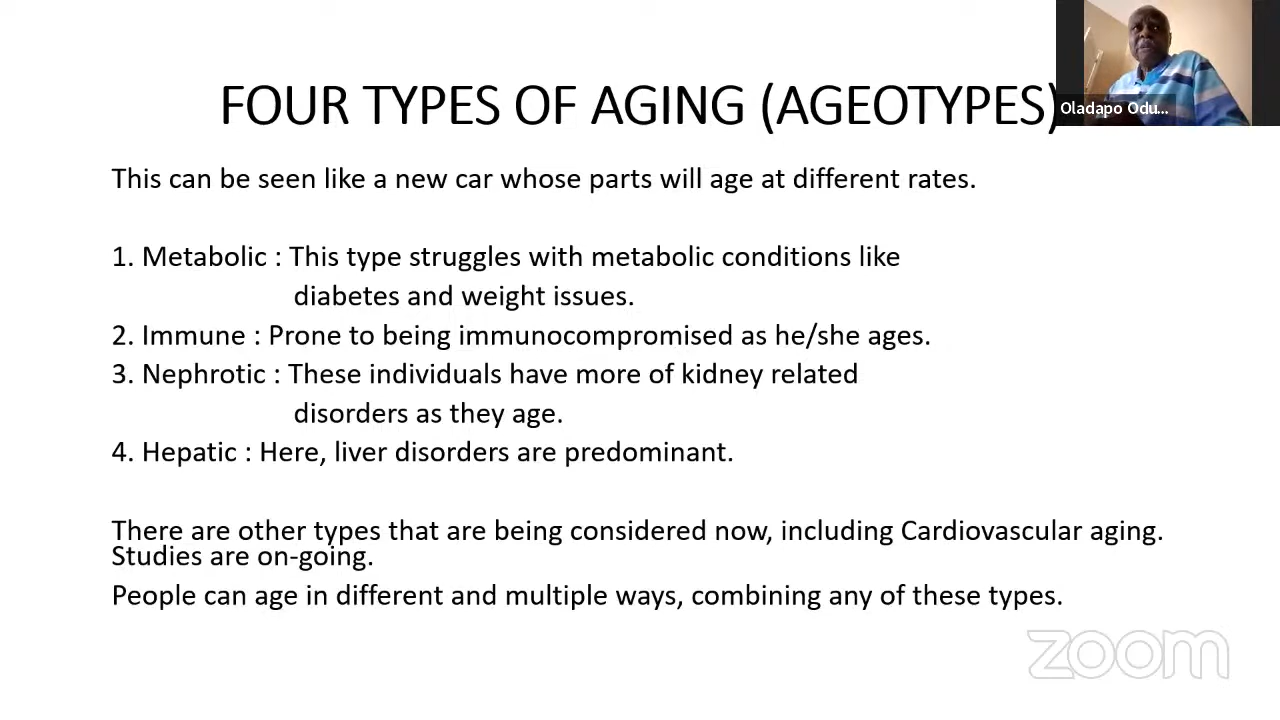 FOUR TYPES OF AGING (AGEOTYPES)
Oladapo Odu...
This can be seen like a new car whose parts will age at different rates.
1. Metabolic : This type struggles with metabolic conditions like
diabetes and weight issues.
2. Immune : Prone to being immunocompromised as he/she ages.
3. Nephrotic : These individuals have more of kidney related
disorders as they age.
4. Hepatic : Here, liver disorders are predominant.
There are other types that are being considered now, including Cardiovascular aging.
Studies are on-going.
People can age in different and multiple ways, combining any of these types.
zoom